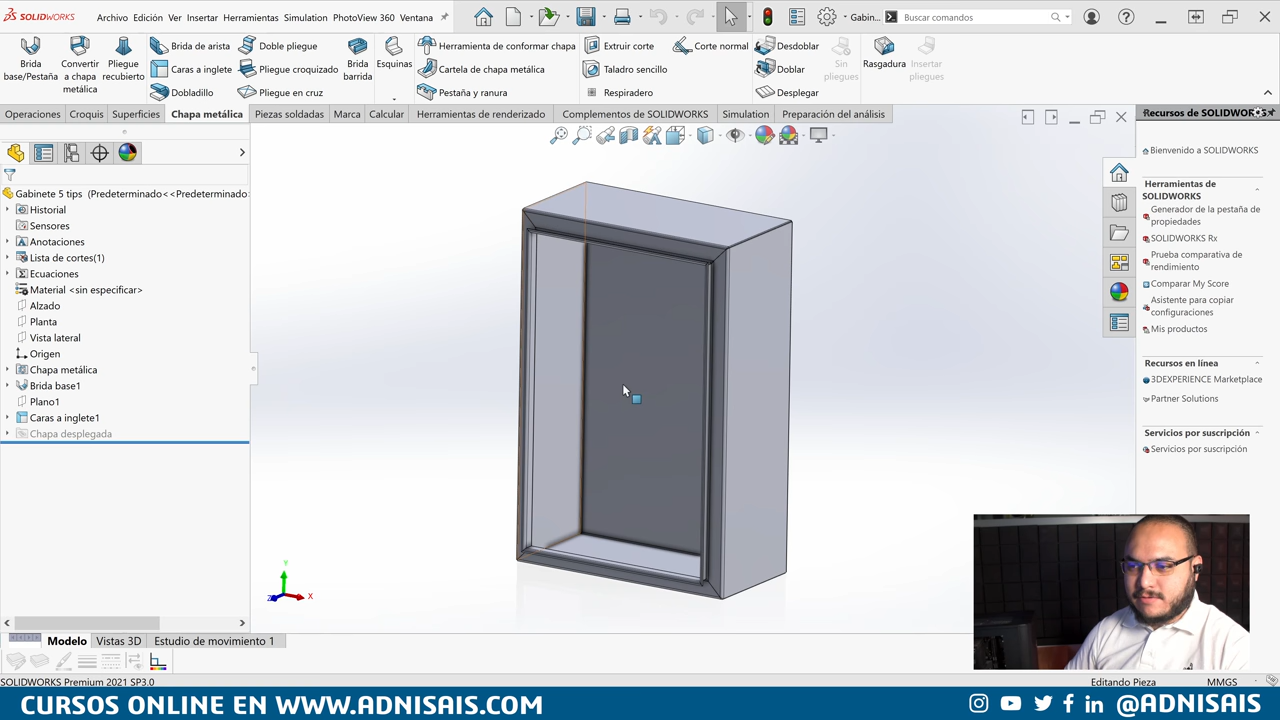 SOLIDWORKS
Archivo Edición Ver Insertar Herramientas Simulation PhotoView 360 Ventana
Gabin...
Buscar comandos
Brida base/Pestaña
Convertir a chapa metálica
Pliegue recubierto
Brida de arista
Caras a inglete
Dobladillo
Doble pliegue
Pliegue croquizado
Pliegue en cruz
Brida barrida
Esquinas
Herramienta de conformar chapa
Cartela de chapa metálica
Pestaña y ranura
Extruir corte
Taladro sencillo
Respiradero
Corte normal
Desdoblar
Doblar
Desplegar
Sin pliegues
Rasgadura
Insertar pliegues
Operaciones Croquis Superficies Chapa metálica Piezas soldadas Marca Calcular Herramientas de renderizado Complementos de SOLIDWORKS Simulation Preparación del análisis
Gabinete 5 tips (Predeterminado<<Predeterminado>
Historial
Sensores
Anotaciones
Lista de cortes(1)
Ecuaciones
Material <sin especificar>
Alzado
Planta
Vista lateral
Origen
Chapa metálica
Brida base1
Plano1
Caras a inglete1
Chapa desplegada
Y
X
Z
Recursos de SOLIDWORKS
Bienvenido a SOLIDWORKS
Herramientas de
SOLIDWORKS
Generador de la pestaña de
propiedades
SOLIDWORKS Rx
Prueba comparativa de
rendimiento
Comparar My Score
Asistente para copiar
configuraciones
Mis productos
Recursos en línea
3DEXPERIENCE Marketplace
Partner Solutions
Servicios por suscripción
Servicios por suscripción
Modelo Vistas 3D Estudio de movimiento 1
SOLIDWORKS Premium 2021 SP3.0
Editando Pieza MMGS
CURSOS ONLINE EN WWW.ADNISAIS.COM
@ADNISAIS